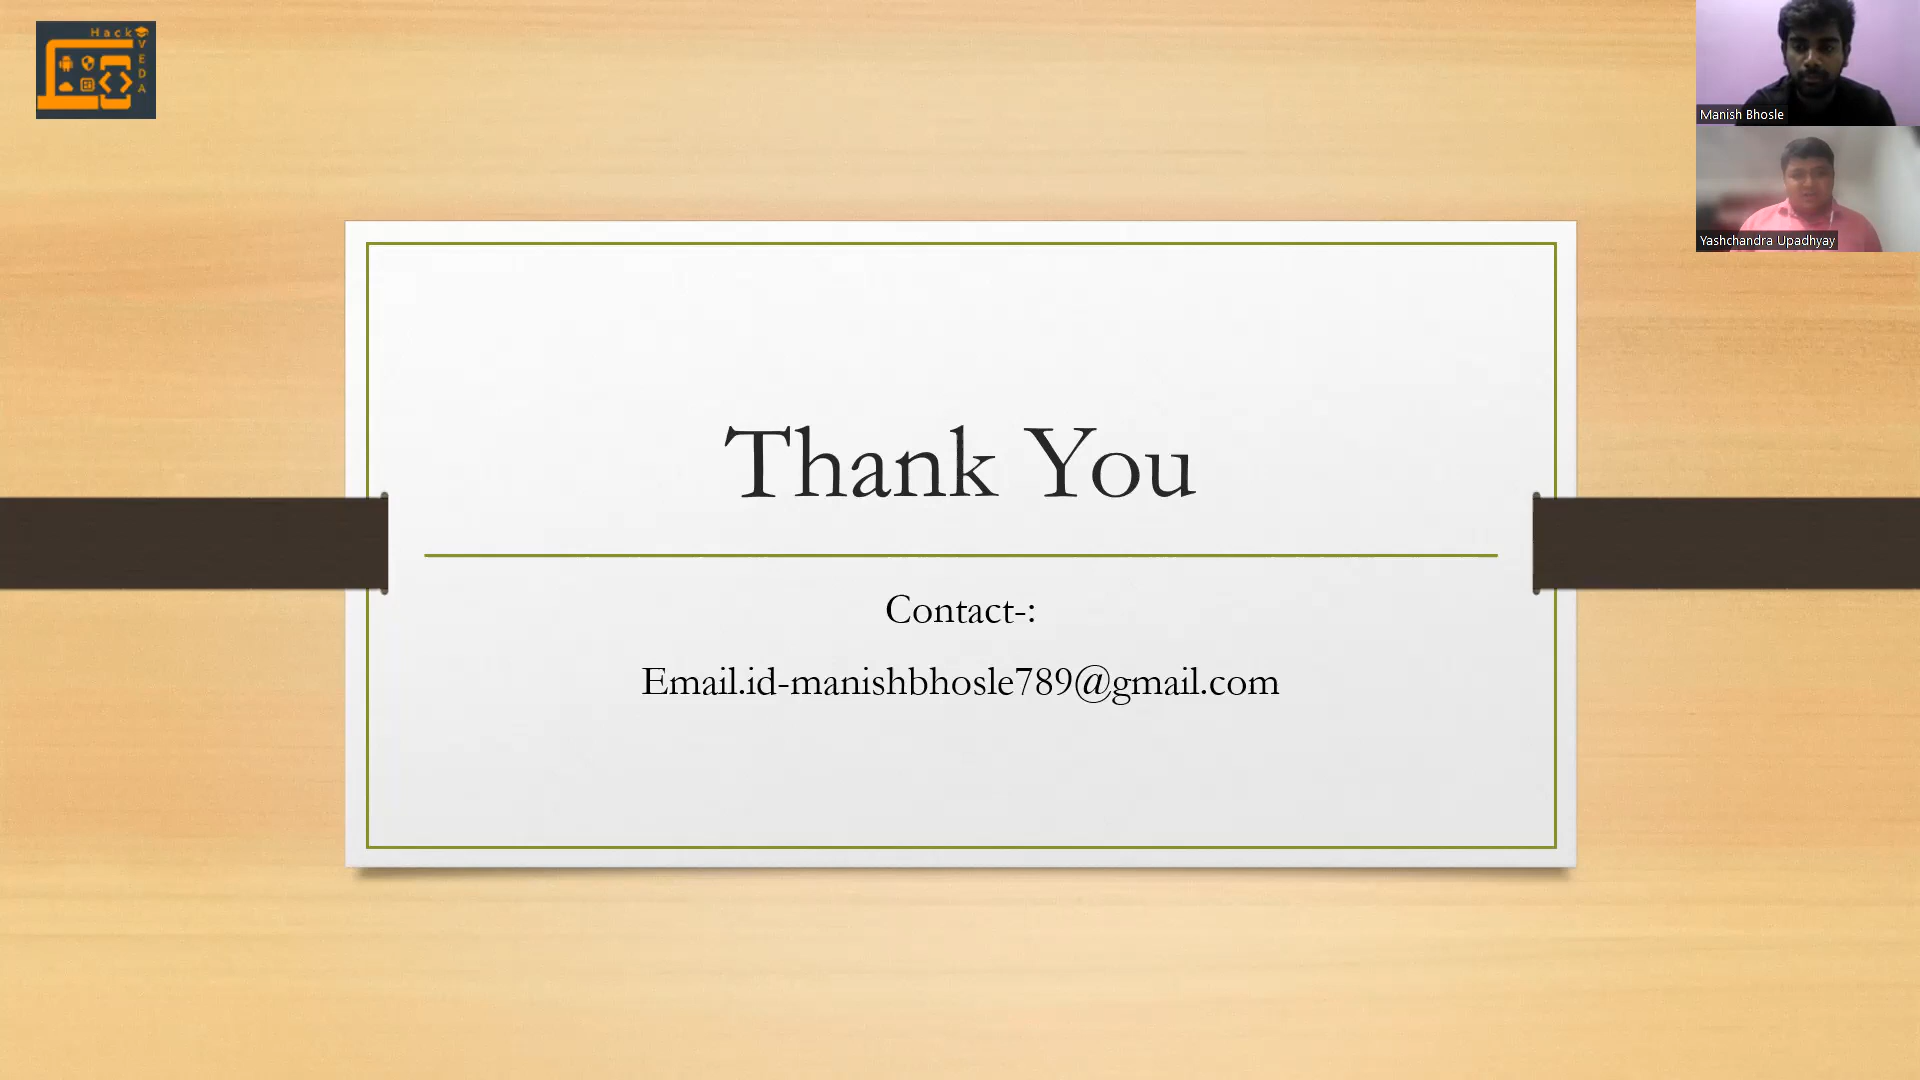 Hack
VEDA
Manish Bhosle
Yashchandra Upadhyay
Thank You
Contact-:
Email.id-manishbhosle789@gmail.com